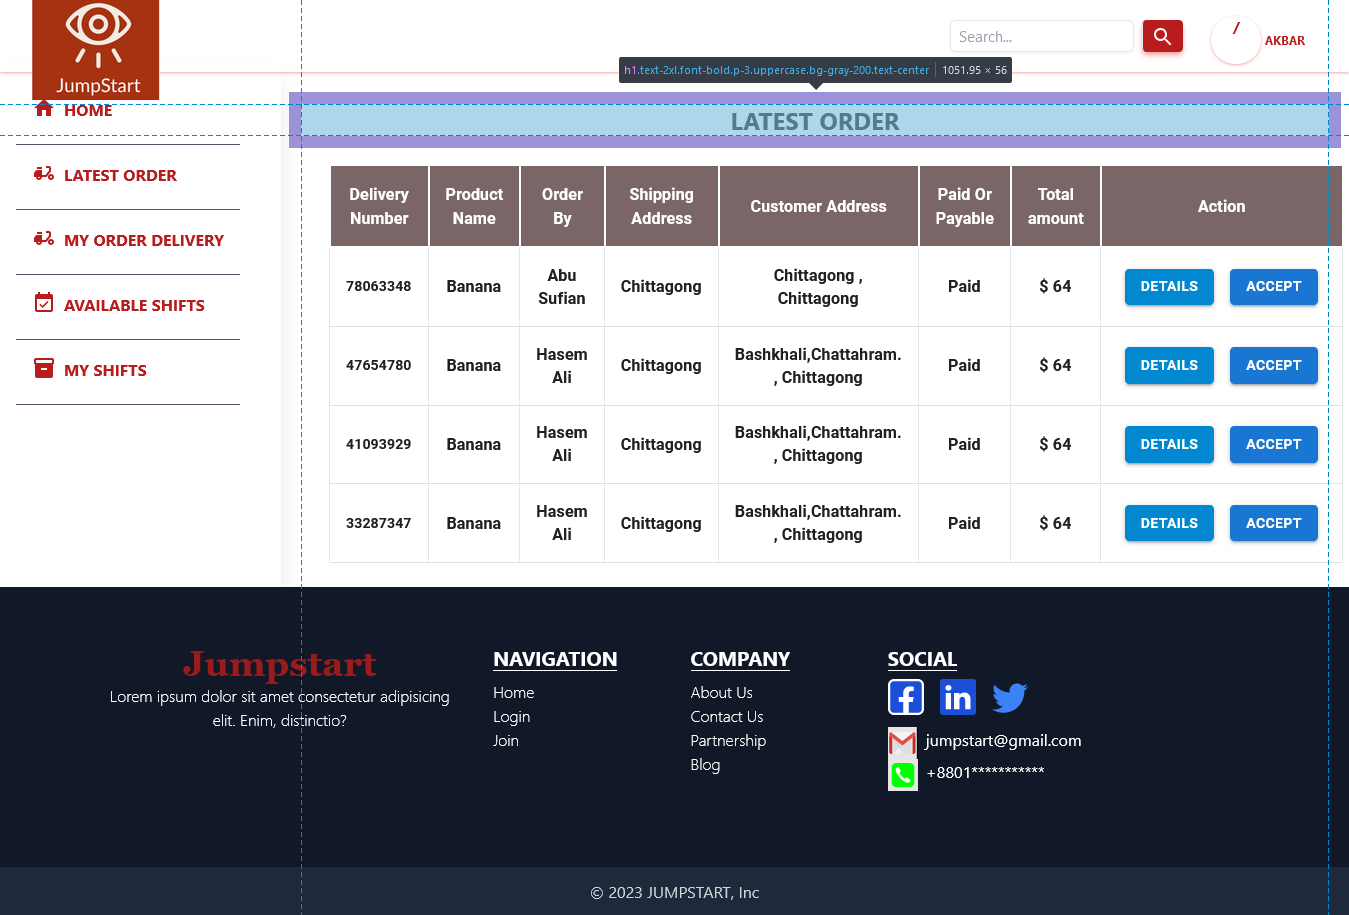 JumpStart
Search...
/
AKBAR
h1.text-2xl.font-bold.p-3.uppercase.bg-gray-200.text-center 1051.95 × 56
HOME
LATEST ORDER
MY ORDER DELIVERY
AVAILABLE SHIFTS
MY SHIFTS
LATEST ORDER
Delivery Number Product Name Order By Shipping Address Customer Address Paid Or Payable Total amount Action
78063348 Banana Abu Sufian Chittagong Chittagong , Chittagong Paid $ 64 DETAILS ACCEPT
47654780 Banana Hasem Ali Chittagong Bashkhali,Chattahram. , Chittagong Paid $ 64 DETAILS ACCEPT
41093929 Banana Hasem Ali Chittagong Bashkhali,Chattahram. , Chittagong Paid $ 64 DETAILS ACCEPT
33287347 Banana Hasem Ali Chittagong Bashkhali,Chattahram. , Chittagong Paid $ 64 DETAILS ACCEPT
Jumpstart
Lorem ipsum dolor sit amet consectetur adipisicing
elit. Enim, distinctio?
NAVIGATION
Home
Login
Join
COMPANY
About Us
Contact Us
Partnership
Blog
SOCIAL
jumpstart@gmail.com
+8801***********
© 2023 JUMPSTART, Inc